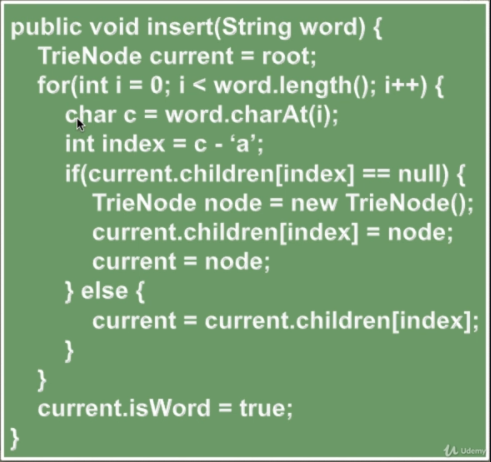 public void insert(String word) {
TrieNode current = root;
for(int i = 0; i < word.length(); i++) {
char c = word.charAt(i);
int index = c - ‘a’;
if(current.children[index] == null) {
TrieNode node = new TrieNode();
current.children[index] = node;
current = node;
} else {
current = current.children[index];
}
}
current.isWord = true;
}
Udemy